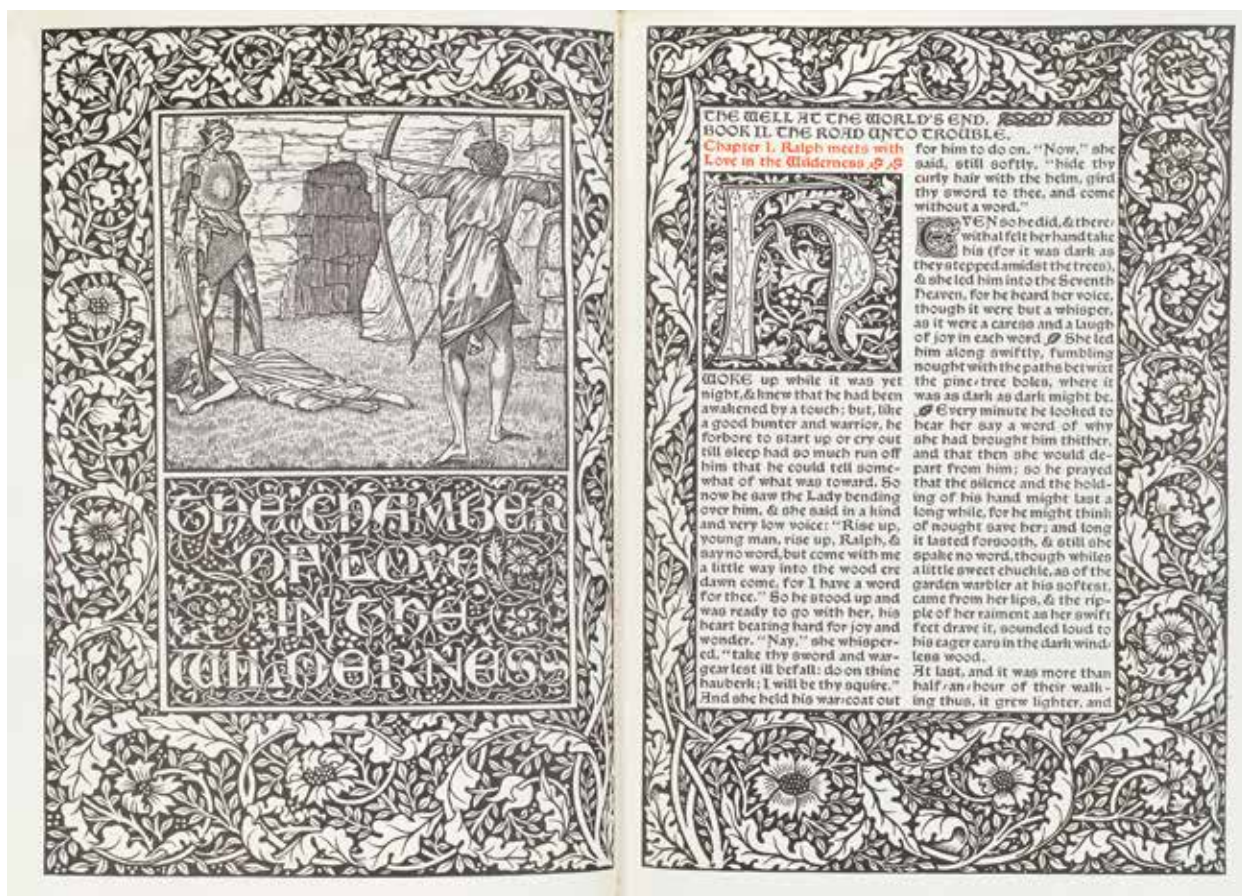 THE CHAMBER
OF LOVE
IN THE
WILDERNESS
THE WELL AT THE WORLD'S END.
BOOK II. THE ROAD UNTO TROUBLE.
Chapter I. Ralph meets with
Love in the Wilderness
H
WOKE up while it was yet
night, & knew that he had been
awakened by a touch; but, like
a good hunter and warrior, he
forbore to start up or cry out
till sleep had so much run off
him that he could tell some-
what of what was toward. So
now he saw the Lady bending
over him, & she said in a kind
and very low voice: "Rise up,
young man, rise up, Ralph, &
say no word, but come with me
a little way into the wood ere
dawn come, for I have a word
for thee." So he stood up and
was ready to go with her, his
heart beating hard for joy and
wonder. "Nay," she whisper-
ed, "take thy sword and war-
gear lest ill befall: do on thine
hauberk; I will be thy squire."
And she held his war-coat out
for him to do on. "Now," she
said, still softly, "hide thy
curly hair with the helm, gird
thy sword to thee, and come
without a word."
EVEN so he did, & there-
withal felt her hand take
his (for it was dark as
they stepped amidst the trees),
& she led him into the Seventh
Heaven, for he heard her voice,
though it were but a whisper,
as it were a caress and a laugh
of joy in each word. She led
him along swiftly, fumbling
nought with the paths betwixt
the pine-tree boles, where it
was as dark as dark might be.
Every minute he looked to
hear her say a word of why
she had brought him thither,
and that then she would de-
part from him; so he prayed
that the silence and the hold-
ing of his hand might last a
long while, for he might think
of nought save her; and long
it lasted forsooth, & still she
spake no word, though whiles
a little sweet chuckle, as of the
garden warbler at his softest,
came from her lips, & the rip-
ple of her raiment as her swift
feet drave it, sounded loud to
his eager ears in the dark wind-
less wood.
At last, and it was more than
half-an-hour of their walk-
ing thus, it grew lighter, and